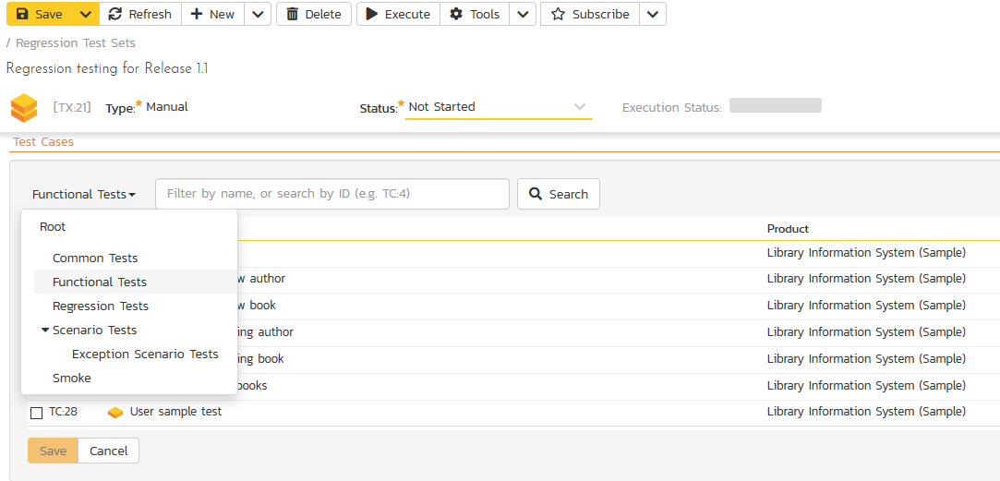 Save Refresh New Delete Execute Tools Subscribe
/ Regression Test Sets
Regression testing for Release 1.1
[TX:21] Type:* Manual Status:* Not Started Execution Status:
Test Cases
Functional Tests Filter by name, or search by ID (e.g. TC:4) Search
Root
Product
Common Tests
Library Information System (Sample)
Functional Tests
w author Library Information System (Sample)
Regression Tests
w book Library Information System (Sample)
Scenario Tests
ing author Library Information System (Sample)
Exception Scenario Tests
ing book Library Information System (Sample)
Smoke
books Library Information System (Sample)
TC:28 User sample test Library Information System (Sample)
Save Cancel